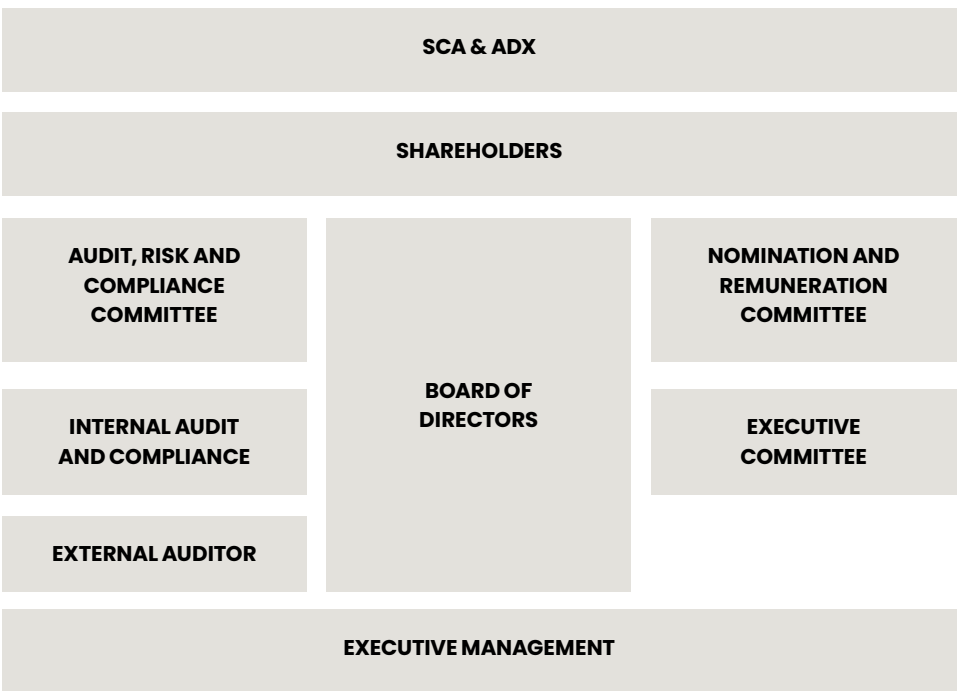 SCA & ADX
SHAREHOLDERS
AUDIT, RISK AND
COMPLIANCE
COMMITTEE
INTERNAL AUDIT
AND COMPLIANCE
EXTERNAL AUDITOR
BOARD OF
DIRECTORS
NOMINATION AND
REMUNERATION
COMMITTEE
EXECUTIVE
COMMITTEE
EXECUTIVE MANAGEMENT